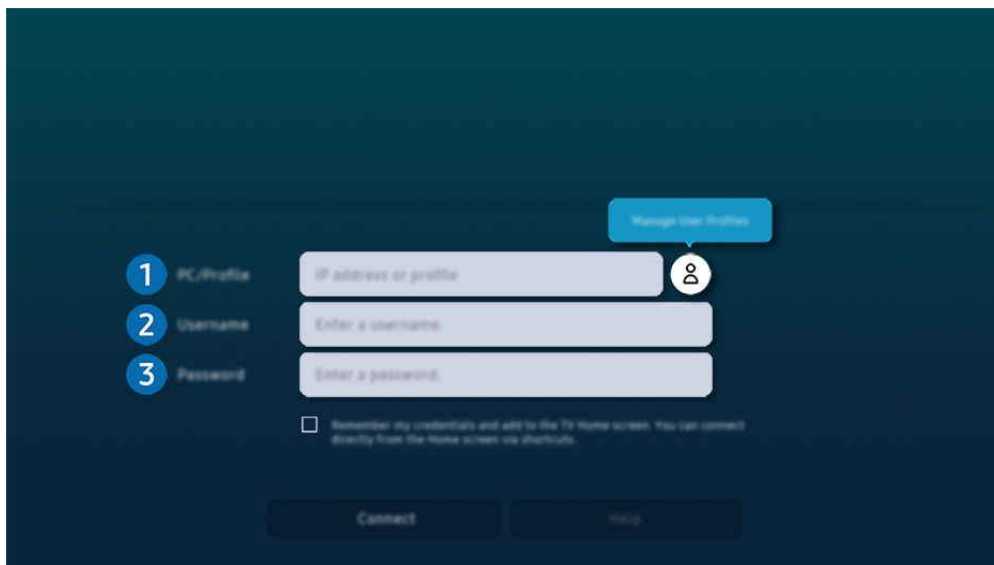 Manage User Profiles
1 PC/Profile IP address or profile
2 Username Enter a username.
3 Password Enter a password.
Remember my credentials and add to the TV Home screen. You can connect
directly from the Home screen via shortcuts.
Connect Help